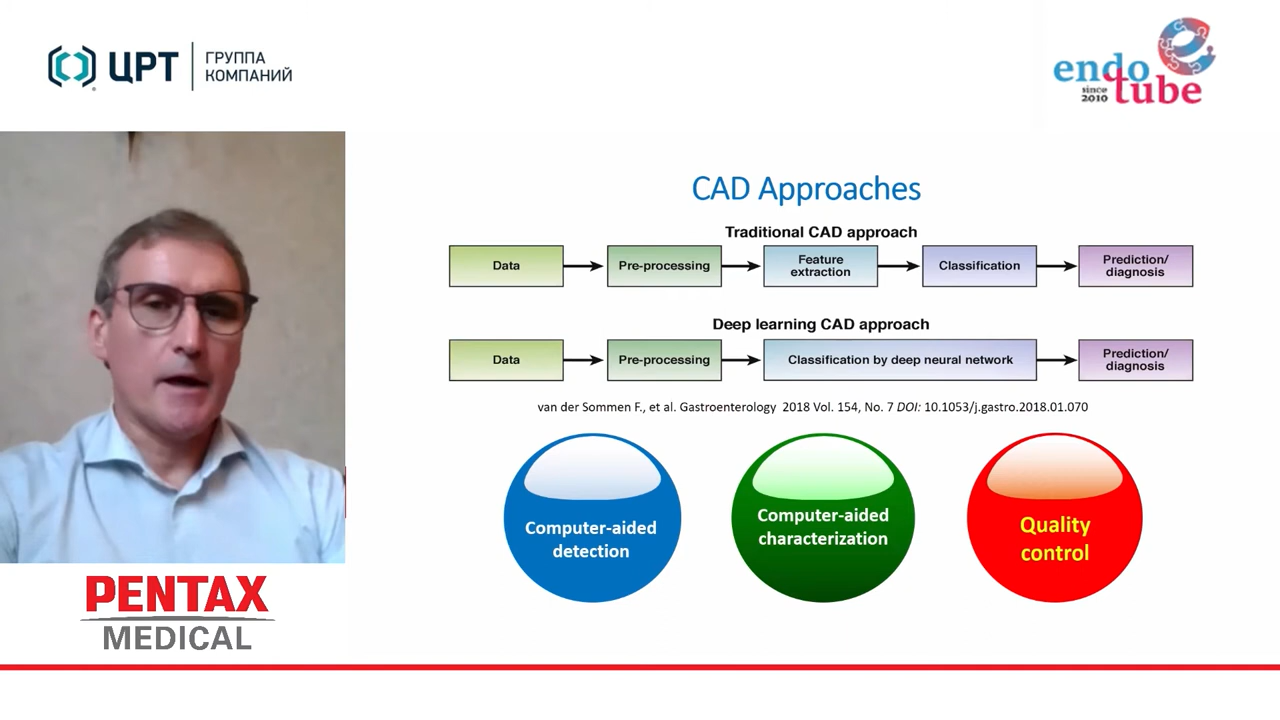 ЦРТ
ГРУППА
КОМПАНИЙ
endo
since
2010
tube
CAD Approaches
Traditional CAD approach
Data
Pre-processing
Feature
extraction
Classification
Prediction/
diagnosis
Deep learning CAD approach
Data
Pre-processing
Classification by deep neural network
Prediction/
diagnosis
van der Sommen F., et al. Gastroenterology 2018 Vol. 154, No. 7 DOI: 10.1053/j.gastro.2018.01.070
Computer-aided
detection
Computer-aided
characterization
Quality
control
PENTAX
MEDICAL